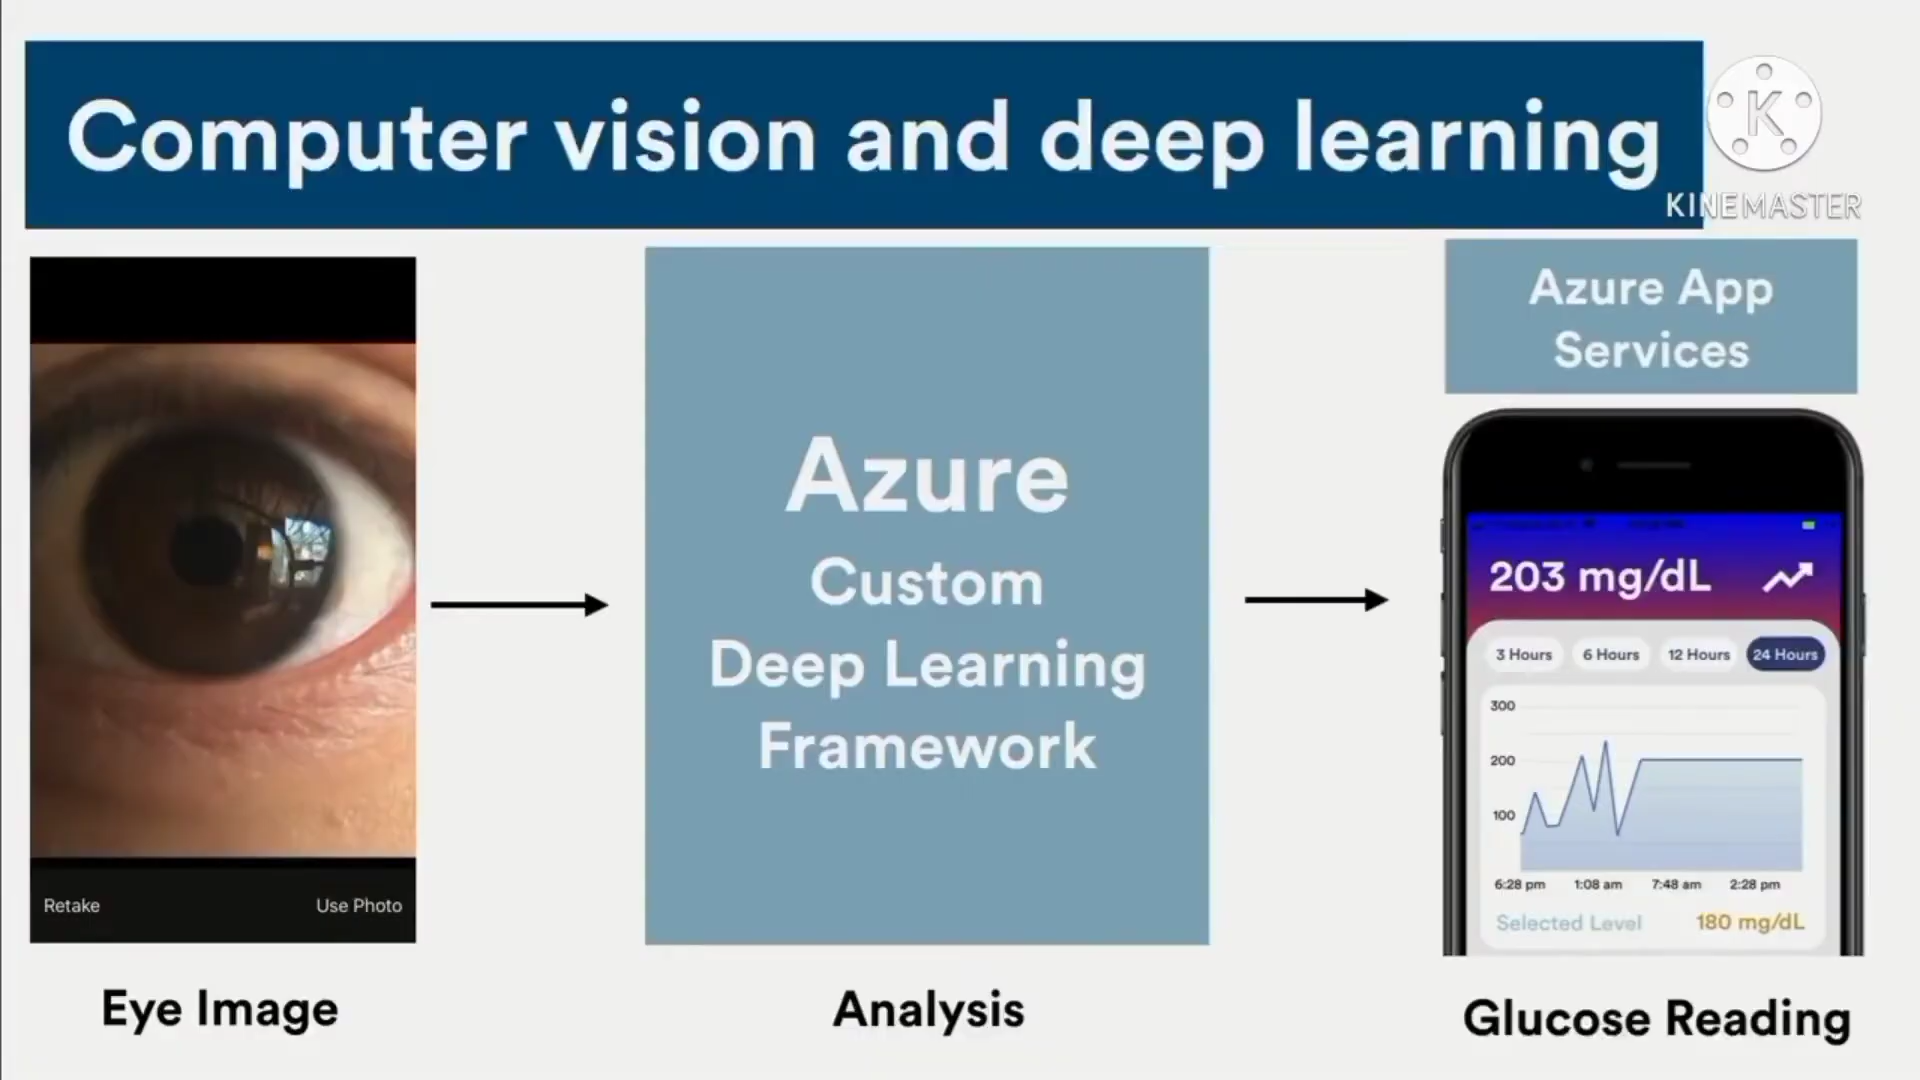 Computer vision and deep learning
K
KINEMASTER
Retake
Use Photo
Eye Image
Azure
Custom
Deep Learning
Framework
Analysis
Azure App
Services
203 mg/dL
3 Hours
6 Hours
12 Hours
24 Hours
300
200
100
6:28 pm
1:08 am
7:48 am
2:28 pm
Selected Level
180 mg/dL
Glucose Reading